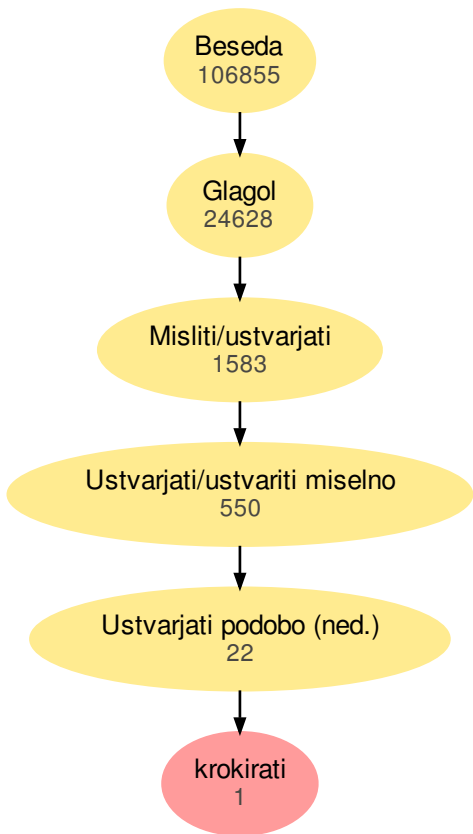 Beseda
106855
Glagol
24628
Misliti/ustvarjati
1583
Ustvarjati/ustvariti miselno
550
Ustvarjati podobo (ned.)
22
krokirati
1